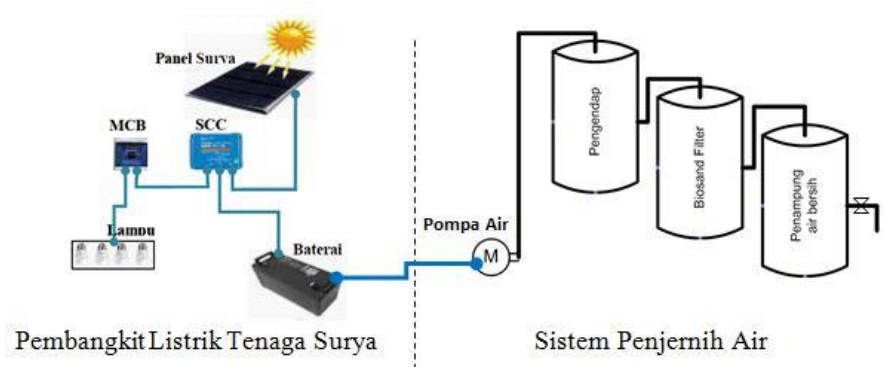 Panel Surya
MCB
SCC
Lampu
Baterai
Pompa Air
M
Pengendap
Biosand Filter
Penampung
air bersih
Pembangkit Listrik Tenaga Surya
Sistem Penjernih Air